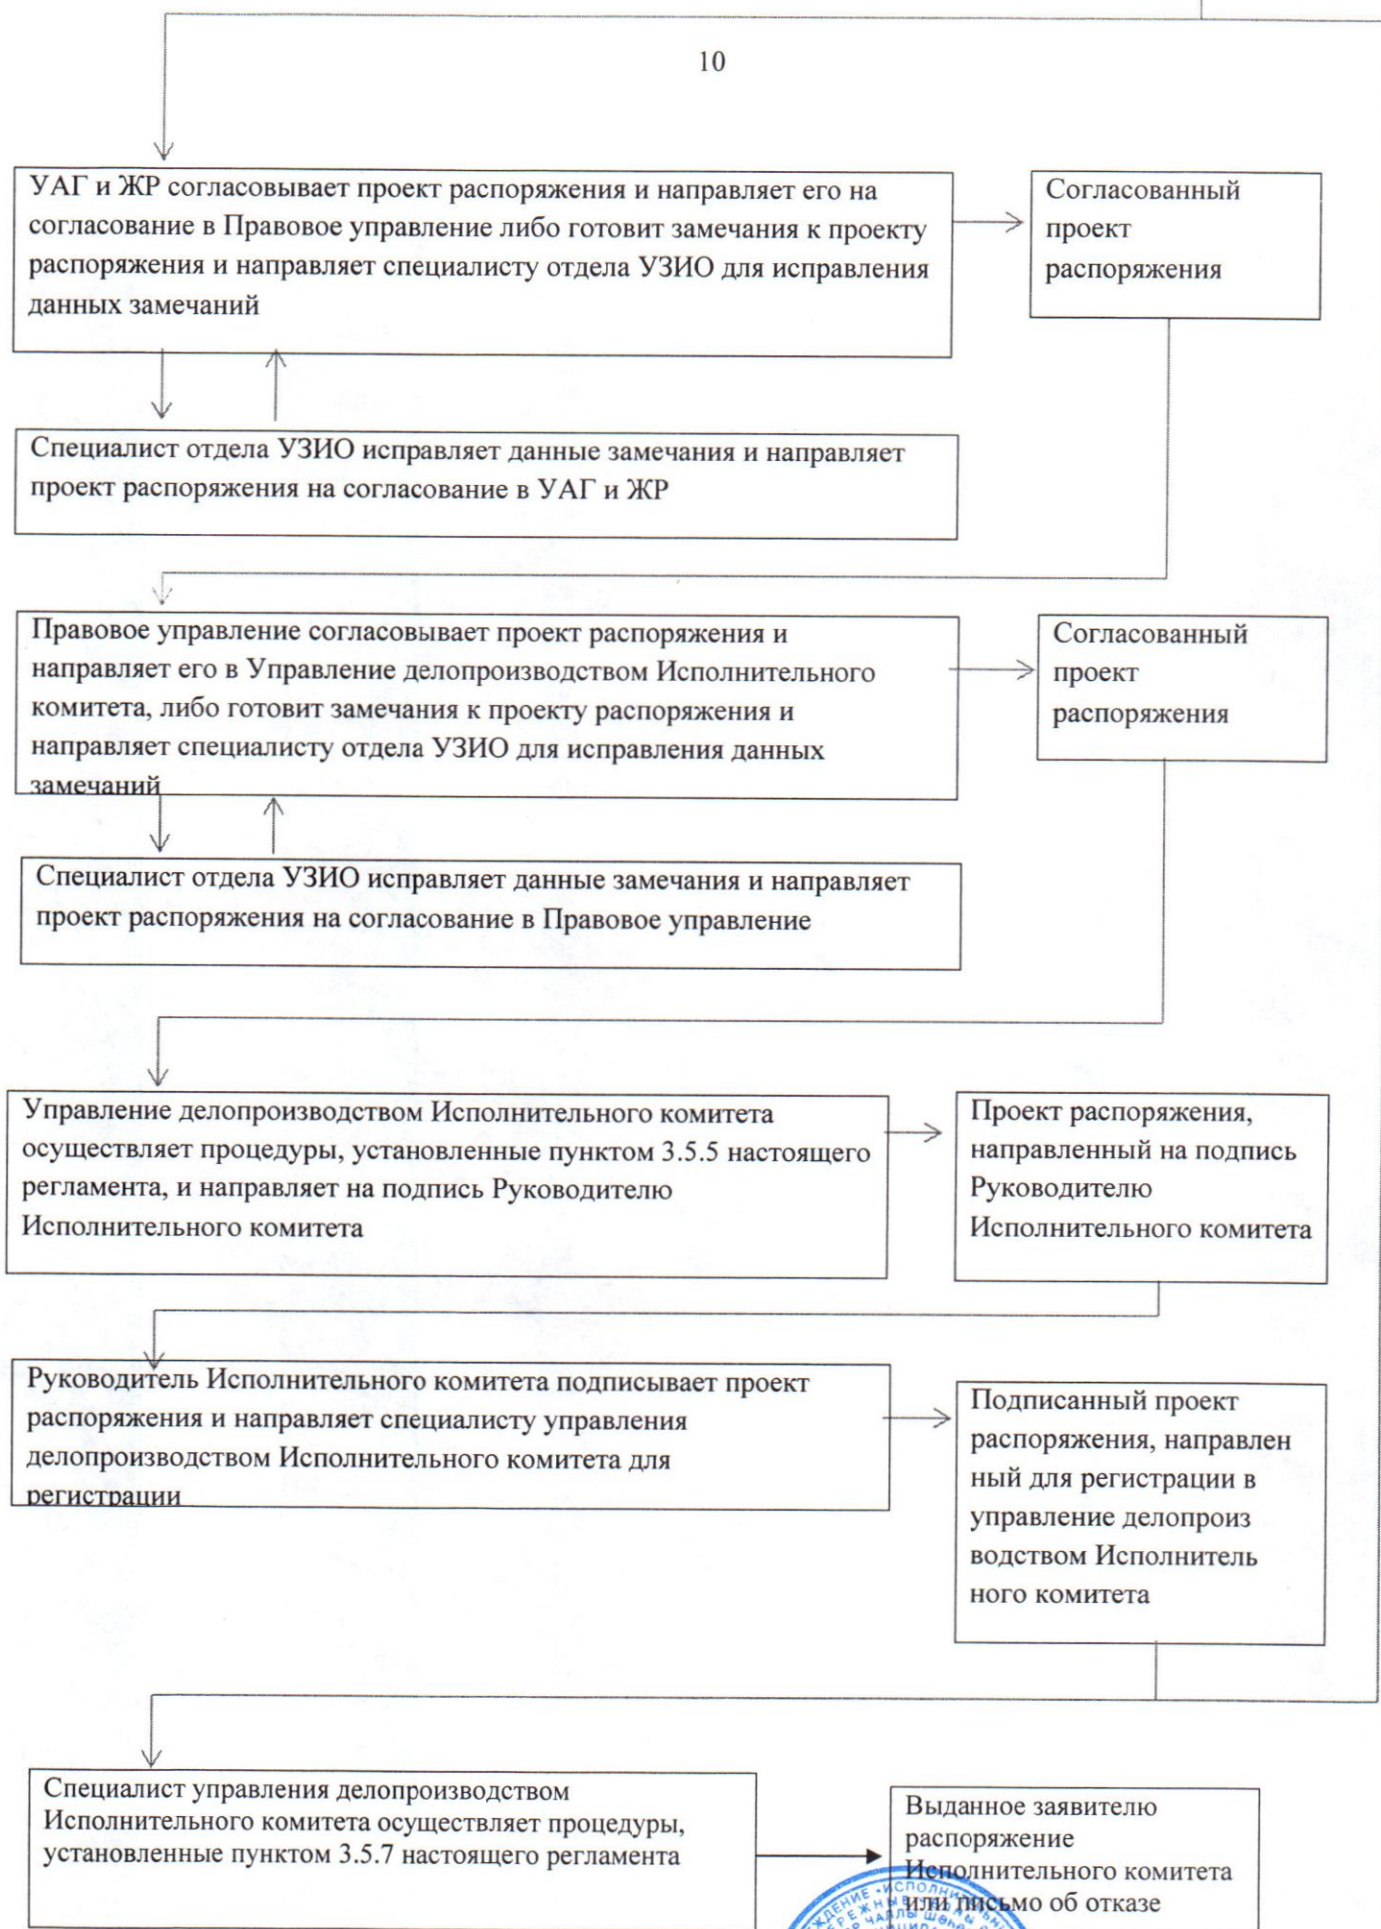 10
УАГ и ЖР согласовывает проект распоряжения и направляет его на
согласование в Правовое управление либо готовит замечания к проекту
распоряжения и направляет специалисту отдела УЗИО для исправления
данных замечаний
Согласованный
проект
распоряжения
Специалист отдела УЗИО исправляет данные замечания и направляет
проект распоряжения на согласование в УАГ и ЖР
Правовое управление согласовывает проект распоряжения и
направляет его в Управление делопроизводством Исполнительного
комитета, либо готовит замечания к проекту распоряжения и
направляет специалисту отдела УЗИО для исправления данных
замечаний
Согласованный
проект
распоряжения
Специалист отдела УЗИО исправляет данные замечания и направляет
проект распоряжения на согласование в Правовое управление
Управление делопроизводством Исполнительного комитета
осуществляет процедуры, установленные пунктом 3.5.5 настоящего
регламента, и направляет на подпись Руководителю
Исполнительного комитета
Проект распоряжения,
направленный на подпись
Руководителю
Исполнительного комитета
Руководитель Исполнительного комитета подписывает проект
распоряжения и направляет специалисту управления
делопроизводством Исполнительного комитета для
регистрации
Подписанный проект
распоряжения, направлен
ный для регистрации в
управление делопроиз
водством Исполнитель
ного комитета
Специалист управления делопроизводством
Исполнительного комитета осуществляет процедуры,
установленные пунктом 3.5.7 настоящего регламента
Выданное заявителю
распоряжение
Исполнительного комитета
или письмо об отказе